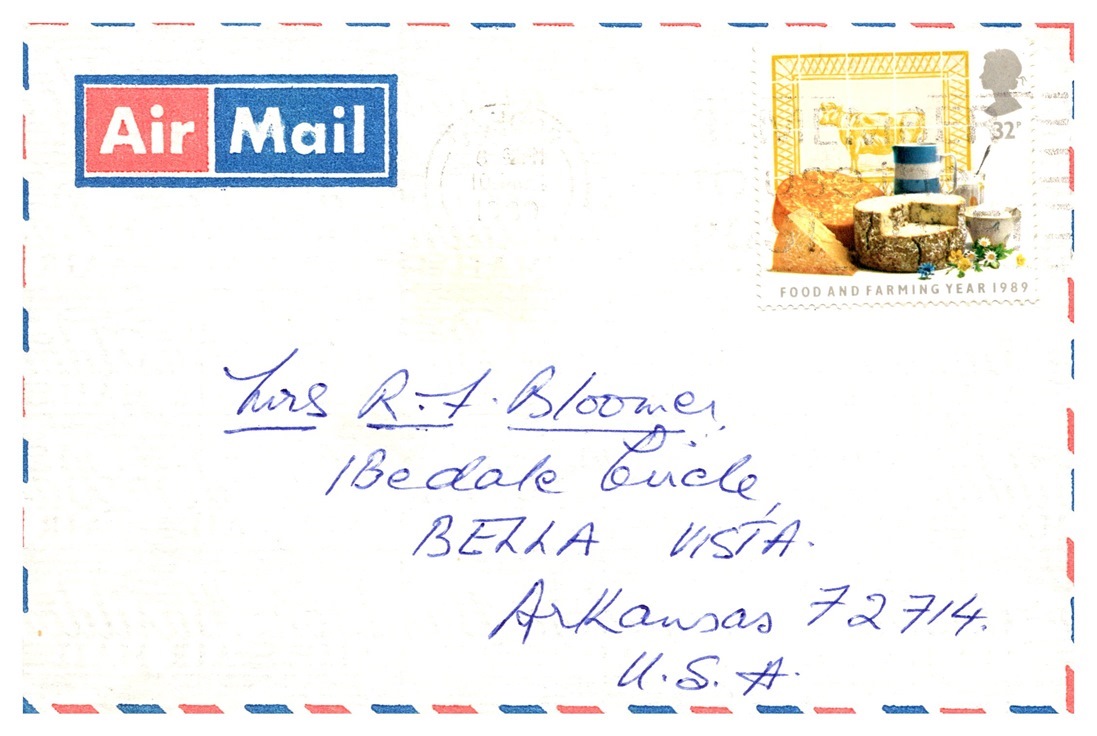 Air Mail
32P
FOOD AND FARMING YEAR 1989
Mrs R.F. Bloomer,
1 Bedale Circle,
BELLA VISTA.
Arkansas 72714.
U.S.A.